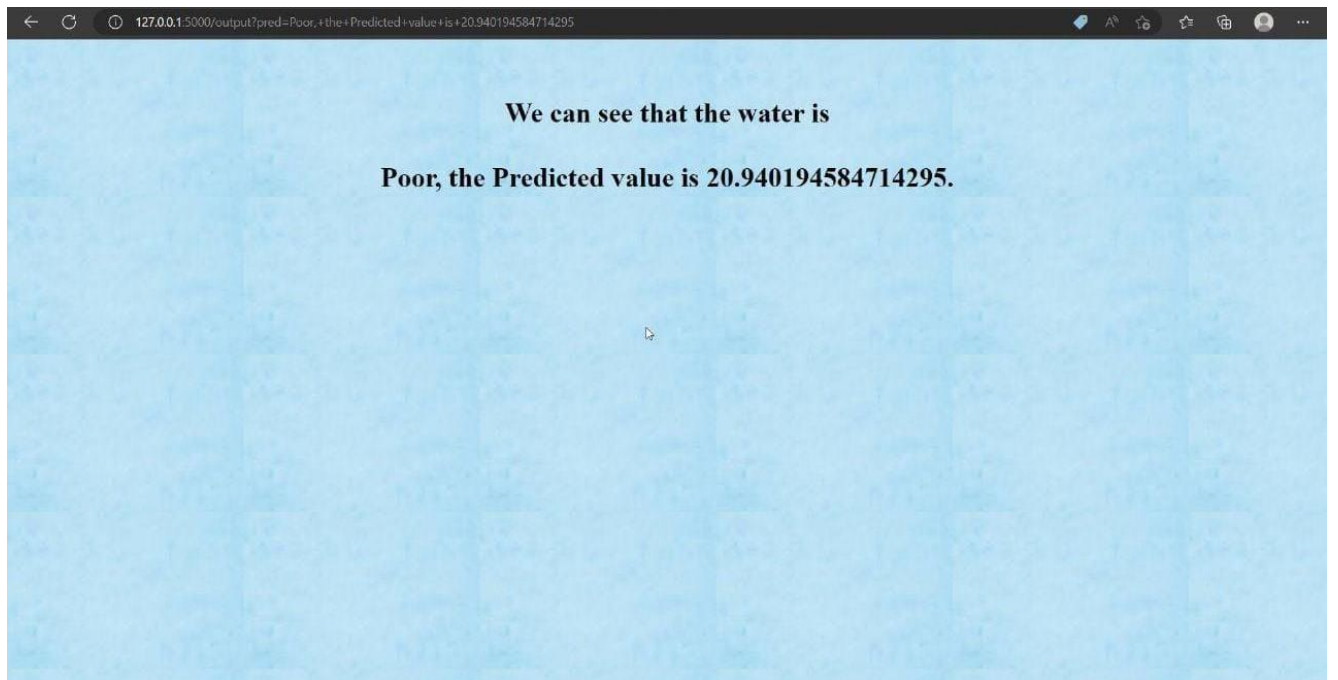 127.0.0.1:5000/output?pred=Poor,+the+Predicted+value+is+20.940194584714295
We can see that the water is
Poor, the Predicted value is 20.940194584714295.